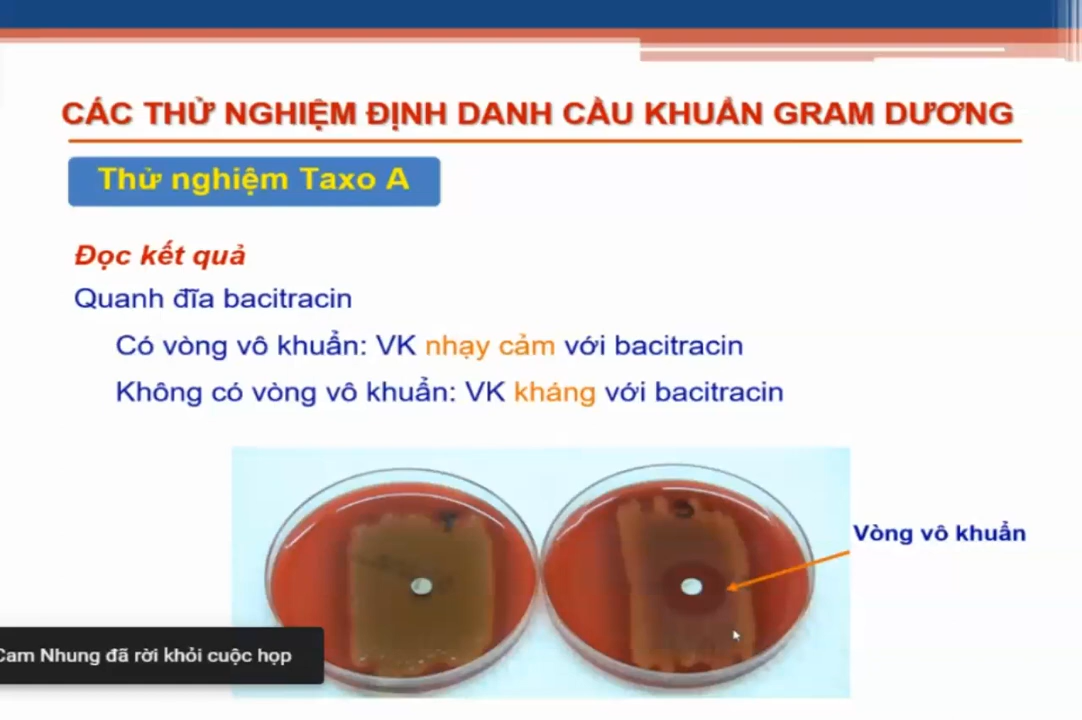 CÁC THỬ NGHIỆM ĐỊNH DANH CẦU KHUẨN GRAM DƯƠNG
Thử nghiệm Taxo A
Đọc kết quả
Quanh đĩa bacitracin
Có vòng vô khuẩn: VK nhạy cảm với bacitracin
Không có vòng vô khuẩn: VK kháng với bacitracin
Vòng vô khuẩn
Cam Nhung đã rời khỏi cuộc họp